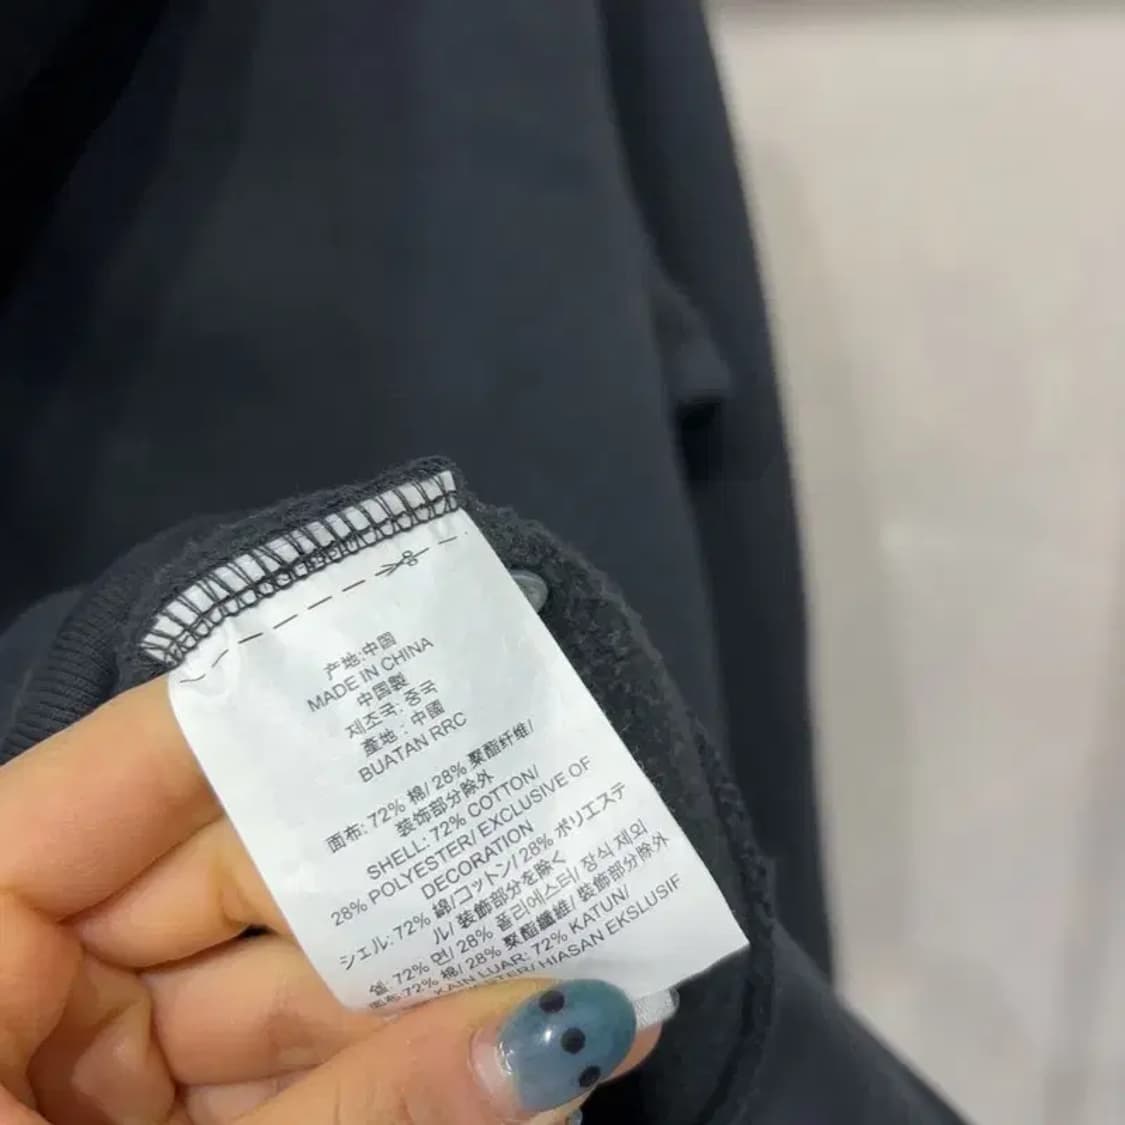 产地:中国
MADE IN CHINA
中国製
제조국: 중국
產地 : 中國
BUATAN RRC
面布: 72% 棉/ 28% 聚酯纤维/
装饰部分除外
SHELL: 72% COTTON/
28% POLYESTER/ EXCLUSIVE OF
DECORATION
シェル: 72% 綿/コットン/ 28% ポリエステ
ル/ 装飾部分を除く
쉘: 72% 면/ 28% 폴리에스터/ 장식 제외
面布: 72% 棉/ 28% 聚酯纖維/ 裝飾部分除外
KAIN LUAR: 72% KATUN/
HIASAN EKSLUSIF